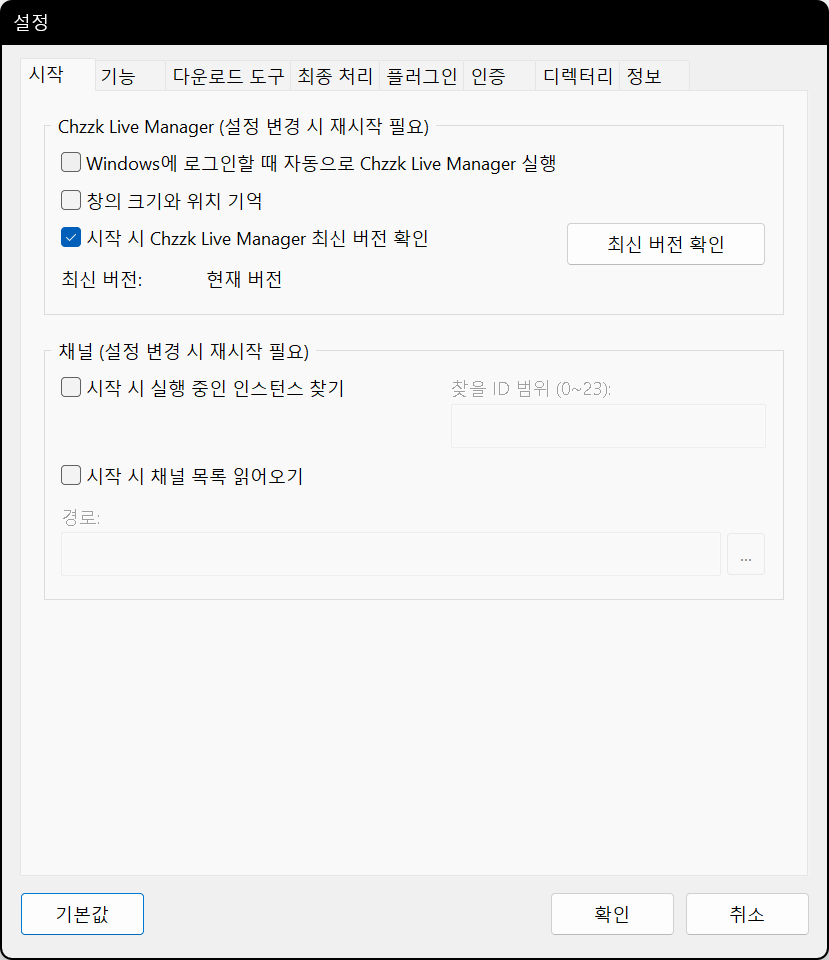 설정
시작 기능 다운로드 도구 최종 처리 플러그인 인증 디렉터리 정보
Chzzk Live Manager (설정 변경 시 재시작 필요)
Windows에 로그인할 때 자동으로 Chzzk Live Manager 실행
창의 크기와 위치 기억
시작 시 Chzzk Live Manager 최신 버전 확인
최신 버전 확인
최신 버전: 현재 버전
채널 (설정 변경 시 재시작 필요)
시작 시 실행 중인 인스턴스 찾기 찾을 ID 범위 (0~23):
시작 시 채널 목록 읽어오기
경로:
...
기본값 확인 취소